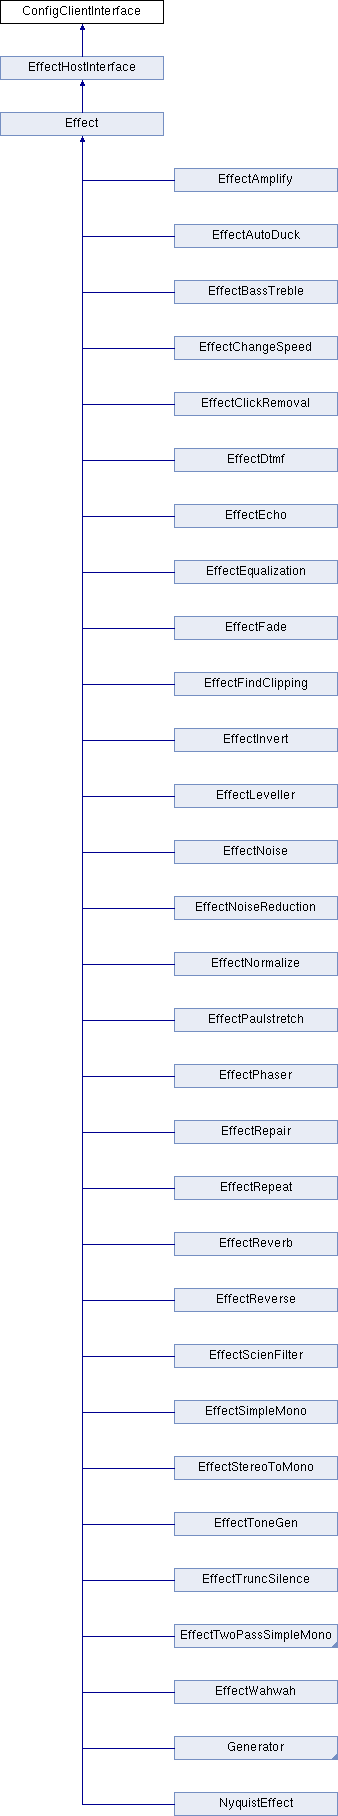 ConfigClientInterface
EffectHostInterface
Effect
EffectAmplify
EffectAutoDuck
EffectBassTreble
EffectChangeSpeed
EffectClickRemoval
EffectDtmf
EffectEcho
EffectEqualization
EffectFade
EffectFindClipping
EffectInvert
EffectLeveller
EffectNoise
EffectNoiseReduction
EffectNormalize
EffectPaulstretch
EffectPhaser
EffectRepair
EffectRepeat
EffectReverb
EffectReverse
EffectScienFilter
EffectSimpleMono
EffectStereoToMono
EffectToneGen
EffectTruncSilence
EffectTwoPassSimpleMono
EffectWahwah
Generator
NyquistEffect